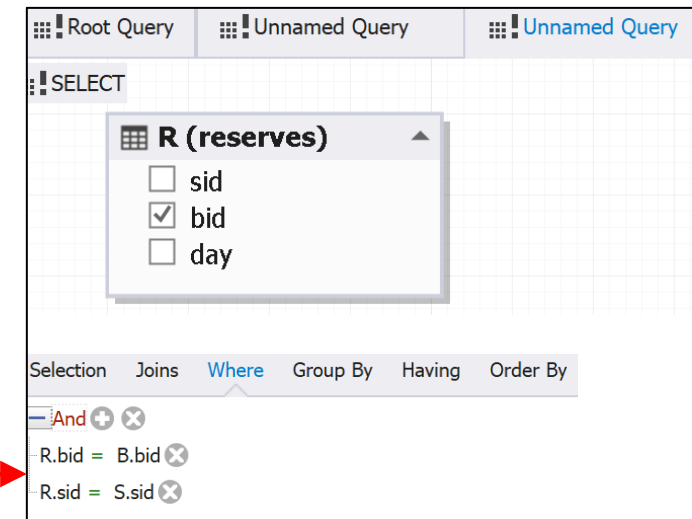 Root Query Unnamed Query Unnamed Query
SELECT
R (reserves)
sid
bid
day
Selection Joins Where Group By Having Order By
And
R.bid = B.bid
R.sid = S.sid